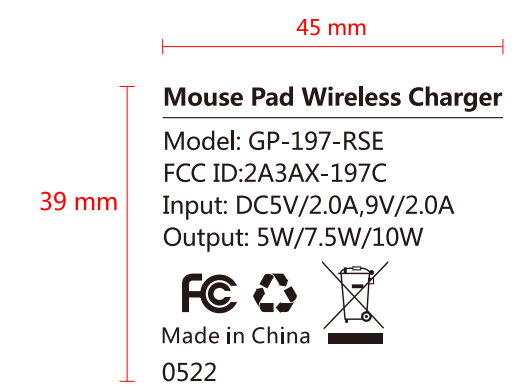 45 mm
Mouse Pad Wireless Charger
Model: GP-197-RSE
FCC ID:2A3AX-197C
39 mm
Input: DC5V/2.0A,9V/2.0A
Output: 5W/7.5W/10W
FC
Made in China
0522